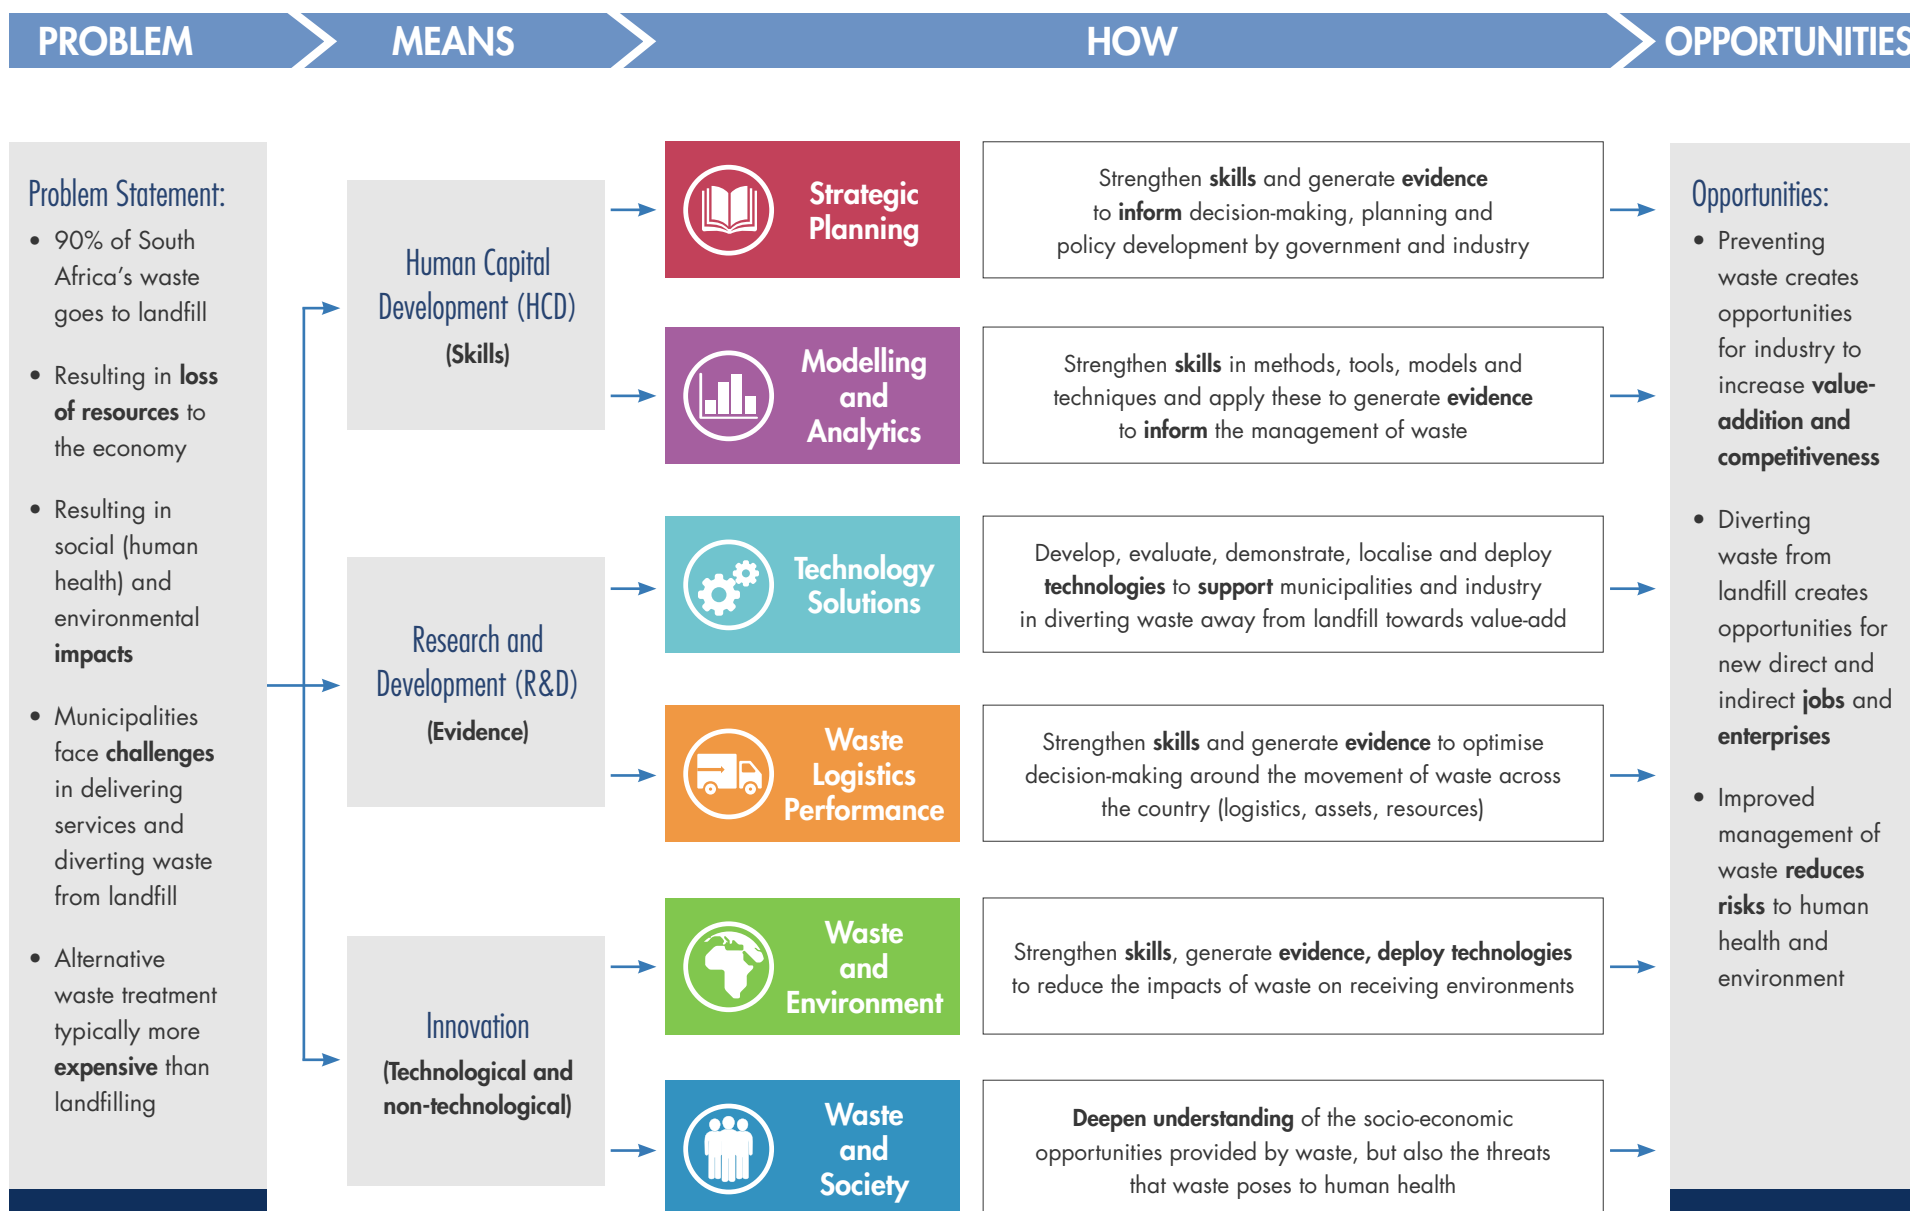 PROBLEM
MEANS
HOW
OPPORTUNITIES
Problem Statement:
• 90% of South
Africa’s waste
goes to landfill
• Resulting in loss
of resources to
the economy
• Resulting in
social (human
health) and
environmental
impacts
• Municipalities
face challenges
in delivering
services and
diverting waste
from landfill
• Alternative
waste treatment
typically more
expensive than
landfilling
Human Capital
Development (HCD)
(Skills)
Research and
Development (R&D)
(Evidence)
Innovation
(Technological and
non-technological)
Strategic
Planning
Strengthen skills and generate evidence
to inform decision-making, planning and
policy development by government and industry
Modelling
and
Analytics
Strengthen skills in methods, tools, models and
techniques and apply these to generate evidence
to inform the management of waste
Technology
Solutions
Develop, evaluate, demonstrate, localise and deploy
technologies to support municipalities and industry
in diverting waste away from landfill towards value-add
Waste
Logistics
Performance
Strengthen skills and generate evidence to optimise
decision-making around the movement of waste across
the country (logistics, assets, resources)
Waste
and
Environment
Strengthen skills, generate evidence, deploy technologies
to reduce the impacts of waste on receiving environments
Waste
and
Society
Deepen understanding of the socio-economic
opportunities provided by waste, but also the threats
that waste poses to human health
Opportunities:
• Preventing
waste creates
opportunities
for industry to
increase value-
addition and
competitiveness
• Diverting
waste from
landfill creates
opportunities for
new direct and
indirect jobs and
enterprises
• Improved
management of
waste reduces
risks to human
health and
environment